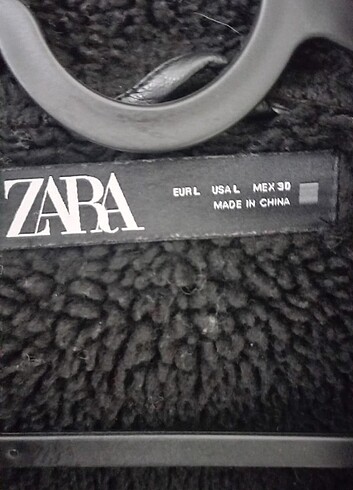 ZARA
EUR L USA L MEX 30
MADE IN CHINA